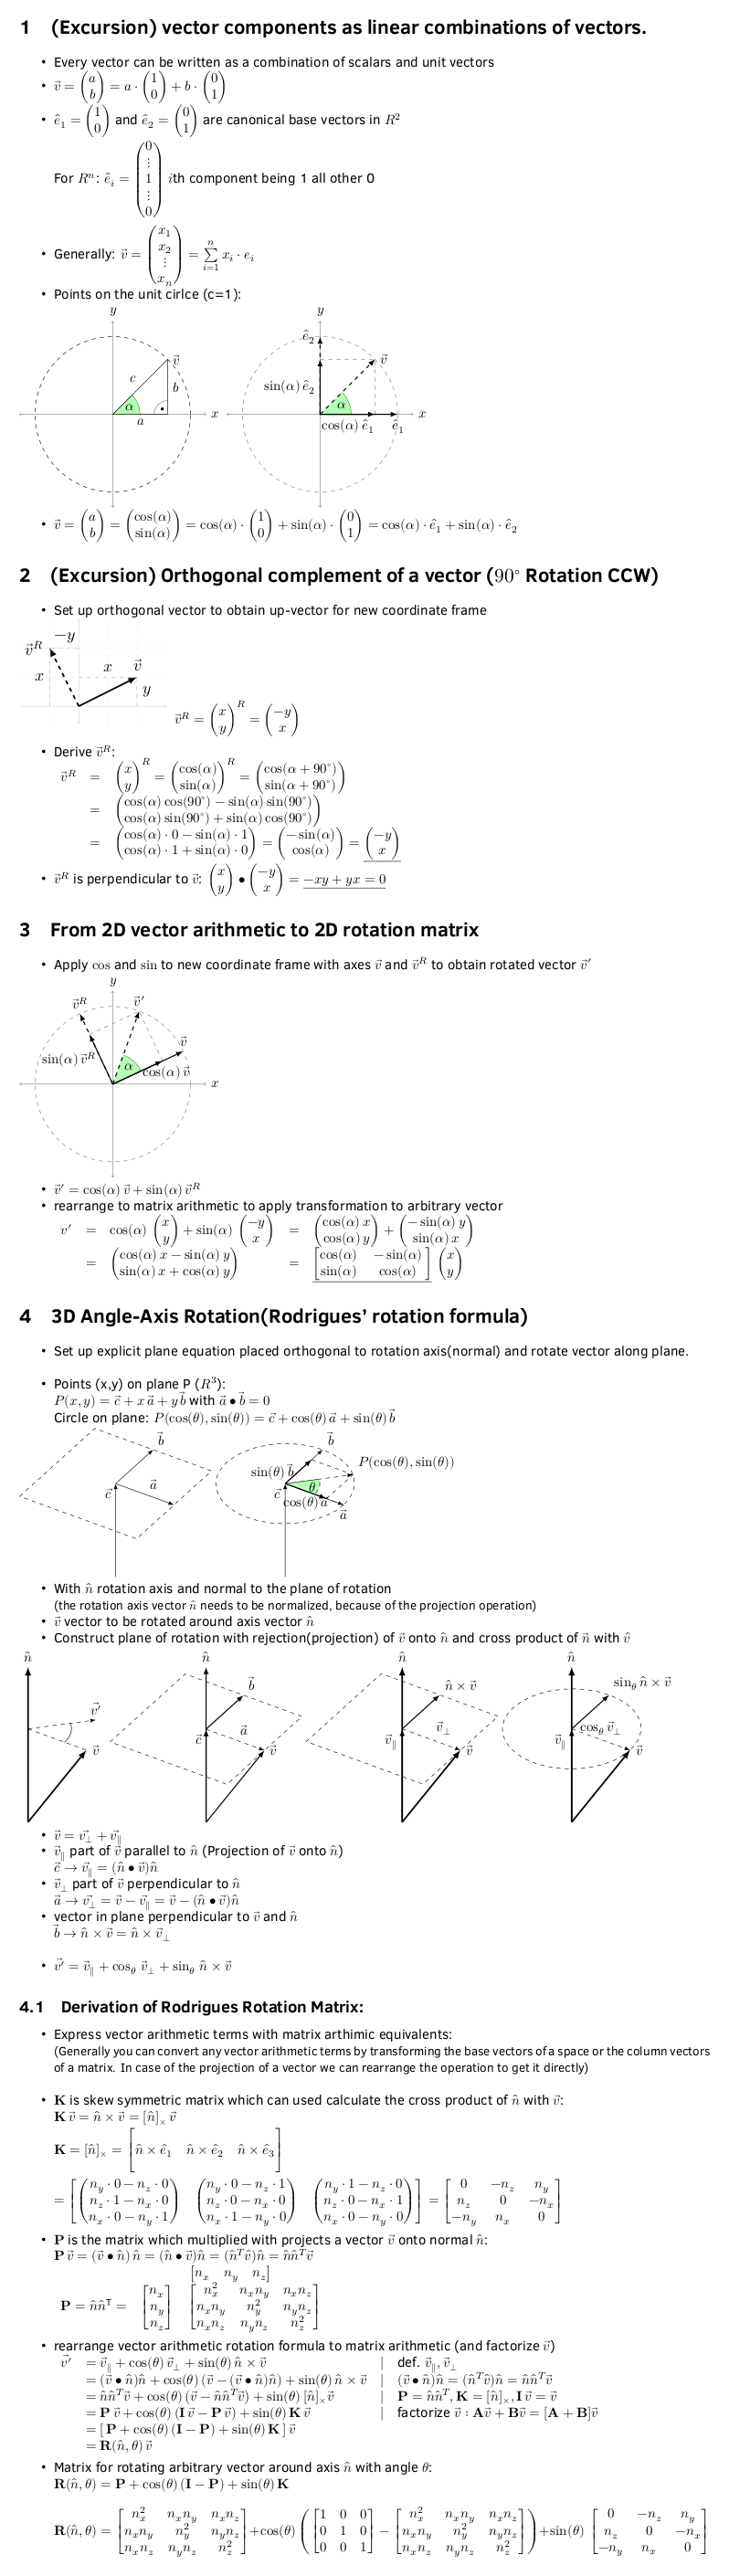 1 (Excursion) vector components as linear combinations of vectors.
• Every vector can be written as a combination of scalars and unit vectors
• $\vec{v} = \begin{pmatrix} a \\ b \end{pmatrix} = a \cdot \begin{pmatrix} 1 \\ 0 \end{pmatrix} + b \cdot \begin{pmatrix} 0 \\ 1 \end{pmatrix}$
• $\hat{e}_1 = \begin{pmatrix} 1 \\ 0 \end{pmatrix}$ and $\hat{e}_2 = \begin{pmatrix} 0 \\ 1 \end{pmatrix}$ are canonical base vectors in $R^2$
For $R^n$: $\hat{e}_i = \begin{pmatrix} 0 \\ \vdots \\ 1 \\ \vdots \\ 0 \end{pmatrix}$ $i$th component being 1 all other 0
• Generally: $\vec{v} = \begin{pmatrix} x_1 \\ x_2 \\ \vdots \\ x_n \end{pmatrix} = \sum_{i=1}^{n} x_i \cdot e_i$
• Points on the unit cirlce (c=1):
y y
$\hat{e}_2$
$\vec{v}$ $\vec{v}$
c b $\sin(\alpha)\,\hat{e}_2$
α α
a x $\cos(\alpha)\,\hat{e}_1$ $\hat{e}_1$ x
• $\vec{v} = \begin{pmatrix} a \\ b \end{pmatrix} = \begin{pmatrix} \cos(\alpha) \\ \sin(\alpha) \end{pmatrix} = \cos(\alpha) \cdot \begin{pmatrix} 1 \\ 0 \end{pmatrix} + \sin(\alpha) \cdot \begin{pmatrix} 0 \\ 1 \end{pmatrix} = \cos(\alpha) \cdot \hat{e}_1 + \sin(\alpha) \cdot \hat{e}_2$
2 (Excursion) Orthogonal complement of a vector (90° Rotation CCW)
• Set up orthogonal vector to obtain up-vector for new coordinate frame
−y
$\vec{v}^R$
x x $\vec{v}$
y
$\vec{v}^R = \begin{pmatrix} x \\ y \end{pmatrix}^R = \begin{pmatrix} -y \\ x \end{pmatrix}$
• Derive $\vec{v}^R$:
$\vec{v}^R = \begin{pmatrix} x \\ y \end{pmatrix}^R = \begin{pmatrix} \cos(\alpha) \\ \sin(\alpha) \end{pmatrix}^R = \begin{pmatrix} \cos(\alpha + 90°) \\ \sin(\alpha + 90°) \end{pmatrix}$
$= \begin{pmatrix} \cos(\alpha)\cos(90°) - \sin(\alpha)\sin(90°) \\ \cos(\alpha)\sin(90°) + \sin(\alpha)\cos(90°) \end{pmatrix}$
$= \begin{pmatrix} \cos(\alpha) \cdot 0 - \sin(\alpha) \cdot 1 \\ \cos(\alpha) \cdot 1 + \sin(\alpha) \cdot 0 \end{pmatrix} = \begin{pmatrix} -\sin(\alpha) \\ \cos(\alpha) \end{pmatrix} = \underline{\begin{pmatrix} -y \\ x \end{pmatrix}}$
• $\vec{v}^R$ is perpendicular to $\vec{v}$: $\begin{pmatrix} x \\ y \end{pmatrix} \bullet \begin{pmatrix} -y \\ x \end{pmatrix} = \underline{-xy + yx = 0}$
3 From 2D vector arithmetic to 2D rotation matrix
• Apply cos and sin to new coordinate frame with axes $\vec{v}$ and $\vec{v}^R$ to obtain rotated vector $\vec{v}'$
y
$\vec{v}^R$ $\vec{v}'$
$\vec{v}$
$\sin(\alpha)\,\vec{v}^R$ α $\cos(\alpha)\,\vec{v}$
x
• $\vec{v}' = \cos(\alpha)\,\vec{v} + \sin(\alpha)\,\vec{v}^R$
• rearrange to matrix arithmetic to apply transformation to arbitrary vector
$v' = \cos(\alpha) \begin{pmatrix} x \\ y \end{pmatrix} + \sin(\alpha) \begin{pmatrix} -y \\ x \end{pmatrix} = \begin{pmatrix} \cos(\alpha)\,x \\ \cos(\alpha)\,y \end{pmatrix} + \begin{pmatrix} -\sin(\alpha)\,y \\ \sin(\alpha)\,x \end{pmatrix}$
$= \begin{pmatrix} \cos(\alpha)\,x - \sin(\alpha)\,y \\ \sin(\alpha)\,x + \cos(\alpha)\,y \end{pmatrix} = \underline{\begin{bmatrix} \cos(\alpha) & -\sin(\alpha) \\ \sin(\alpha) & \cos(\alpha) \end{bmatrix}} \begin{pmatrix} x \\ y \end{pmatrix}$
4 3D Angle-Axis Rotation(Rodrigues' rotation formula)
• Set up explicit plane equation placed orthogonal to rotation axis(normal) and rotate vector along plane.
• Points (x,y) on plane P ($R^3$):
$P(x, y) = \vec{c} + x\,\vec{a} + y\,\vec{b}$ with $\vec{a} \bullet \vec{b} = 0$
Circle on plane: $P(\cos(\theta), \sin(\theta)) = \vec{c} + \cos(\theta)\,\vec{a} + \sin(\theta)\,\vec{b}$
$\vec{b}$ $\vec{b}$
$P(\cos(\theta), \sin(\theta))$
$\sin(\theta)\,\vec{b}$
$\vec{a}$ θ
$\vec{c}$ $\vec{c}$ $\cos(\theta)\,\vec{a}$
$\vec{a}$
• With $\hat{n}$ rotation axis and normal to the plane of rotation
(the rotation axis vector $\hat{n}$ needs to be normalized, because of the projection operation)
• $\vec{v}$ vector to be rotated around axis vector $\hat{n}$
• Construct plane of rotation with rejection(projection) of $\vec{v}$ onto $\hat{n}$ and cross product of $\vec{n}$ with $\hat{v}$
$\hat{n}$ $\hat{n}$ $\hat{n}$ $\hat{n}$
$\vec{b}$ $\hat{n} \times \vec{v}$ $\sin_\theta \hat{n} \times \vec{v}$
$\vec{v}'$
$\vec{a}$ $\vec{v}_\perp$ $\cos_\theta \vec{v}_\perp$
$\vec{c}$ $\vec{v}_\parallel$ $\vec{v}_\parallel$
$\vec{v}$ $\vec{v}$ $\vec{v}$ $\vec{v}$
• $\vec{v} = \vec{v}_\perp + \vec{v}_\parallel$
• $\vec{v}_\parallel$ part of $\vec{v}$ parallel to $\hat{n}$ (Projection of $\vec{v}$ onto $\hat{n}$)
$\vec{c} \to \vec{v}_\parallel = (\hat{n} \bullet \vec{v})\hat{n}$
• $\vec{v}_\perp$ part of $\vec{v}$ perpendicular to $\hat{n}$
$\vec{a} \to \vec{v}_\perp = \vec{v} - \vec{v}_\parallel = \vec{v} - (\hat{n} \bullet \vec{v})\hat{n}$
• vector in plane perpendicular to $\vec{v}$ and $\hat{n}$
$\vec{b} \to \hat{n} \times \vec{v} = \hat{n} \times \vec{v}_\perp$
• $\vec{v}' = \vec{v}_\parallel + \cos_\theta \vec{v}_\perp + \sin_\theta \hat{n} \times \vec{v}$
4.1 Derivation of Rodrigues Rotation Matrix:
• Express vector arithmetic terms with matrix arthimic equivalents:
(Generally you can convert any vector arithmetic terms by transforming the base vectors of a space or the column vectors
of a matrix. In case of the projection of a vector we can rearrange the operation to get it directly)
• $\mathbf{K}$ is skew symmetric matrix which can used calculate the cross product of $\hat{n}$ with $\vec{v}$:
$\mathbf{K}\,\vec{v} = \hat{n} \times \vec{v} = [\hat{n}]_\times \vec{v}$
$\mathbf{K} = [\hat{n}]_\times = \begin{bmatrix} \hat{n} \times \hat{e}_1 & \hat{n} \times \hat{e}_2 & \hat{n} \times \hat{e}_3 \end{bmatrix}$
$= \begin{bmatrix} \begin{pmatrix} n_y \cdot 0 - n_z \cdot 0 \\ n_z \cdot 1 - n_x \cdot 0 \\ n_x \cdot 0 - n_y \cdot 1 \end{pmatrix} & \begin{pmatrix} n_y \cdot 0 - n_z \cdot 1 \\ n_z \cdot 0 - n_x \cdot 0 \\ n_x \cdot 1 - n_y \cdot 0 \end{pmatrix} & \begin{pmatrix} n_y \cdot 1 - n_z \cdot 0 \\ n_z \cdot 0 - n_x \cdot 1 \\ n_x \cdot 0 - n_y \cdot 0 \end{pmatrix} \end{bmatrix} = \begin{bmatrix} 0 & -n_z & n_y \\ n_z & 0 & -n_x \\ -n_y & n_x & 0 \end{bmatrix}$
• $\mathbf{P}$ is the matrix which multiplied with projects a vector $\vec{v}$ onto normal $\hat{n}$:
$\mathbf{P}\,\vec{v} = (\vec{v} \bullet \hat{n})\,\hat{n} = (\hat{n} \bullet \vec{v})\hat{n} = (\hat{n}^T \vec{v})\hat{n} = \hat{n}\hat{n}^T \vec{v}$
$\begin{bmatrix} n_x & n_y & n_z \end{bmatrix}$
$\mathbf{P} = \hat{n}\hat{n}^{\mathsf{T}} = \begin{bmatrix} n_x \\ n_y \\ n_z \end{bmatrix} \begin{bmatrix} n_x^2 & n_x n_y & n_x n_z \\ n_x n_y & n_y^2 & n_y n_z \\ n_x n_z & n_y n_z & n_z^2 \end{bmatrix}$
• rearrange vector arithmetic rotation formula to matrix arithmetic (and factorize $\vec{v}$)
$\vec{v}' = \vec{v}_\parallel + \cos(\theta)\,\vec{v}_\perp + \sin(\theta)\,\hat{n} \times \vec{v}$ | def. $\vec{v}_\parallel, \vec{v}_\perp$
$= (\vec{v} \bullet \hat{n})\hat{n} + \cos(\theta)\,(\vec{v} - (\vec{v} \bullet \hat{n})\hat{n}) + \sin(\theta)\,\hat{n} \times \vec{v}$ | $(\vec{v} \bullet \hat{n})\hat{n} = (\hat{n}^T \vec{v})\hat{n} = \hat{n}\hat{n}^T \vec{v}$
$= \hat{n}\hat{n}^T \vec{v} + \cos(\theta)\,(\vec{v} - \hat{n}\hat{n}^T \vec{v}) + \sin(\theta)\,[\hat{n}]_\times \vec{v}$ | $\mathbf{P} = \hat{n}\hat{n}^T, \mathbf{K} = [\hat{n}]_\times, \mathbf{I}\,\vec{v} = \vec{v}$
$= \mathbf{P}\,\vec{v} + \cos(\theta)\,(\mathbf{I}\,\vec{v} - \mathbf{P}\,\vec{v}) + \sin(\theta)\,\mathbf{K}\,\vec{v}$ | factorize $\vec{v} : \mathbf{A}\vec{v} + \mathbf{B}\vec{v} = [\mathbf{A} + \mathbf{B}]\vec{v}$
$= [\,\mathbf{P} + \cos(\theta)\,(\mathbf{I} - \mathbf{P}) + \sin(\theta)\,\mathbf{K}\,]\,\vec{v}$
$= \mathbf{R}(\hat{n}, \theta)\,\vec{v}$
• Matrix for rotating arbitrary vector around axis $\hat{n}$ with angle $\theta$:
$\mathbf{R}(\hat{n}, \theta) = \mathbf{P} + \cos(\theta)\,(\mathbf{I} - \mathbf{P}) + \sin(\theta)\,\mathbf{K}$
$\mathbf{R}(\hat{n}, \theta) = \begin{bmatrix} n_x^2 & n_x n_y & n_x n_z \\ n_x n_y & n_y^2 & n_y n_z \\ n_x n_z & n_y n_z & n_z^2 \end{bmatrix} + \cos(\theta) \left( \begin{bmatrix} 1 & 0 & 0 \\ 0 & 1 & 0 \\ 0 & 0 & 1 \end{bmatrix} - \begin{bmatrix} n_x^2 & n_x n_y & n_x n_z \\ n_x n_y & n_y^2 & n_y n_z \\ n_x n_z & n_y n_z & n_z^2 \end{bmatrix} \right) + \sin(\theta) \begin{bmatrix} 0 & -n_z & n_y \\ n_z & 0 & -n_x \\ -n_y & n_x & 0 \end{bmatrix}$